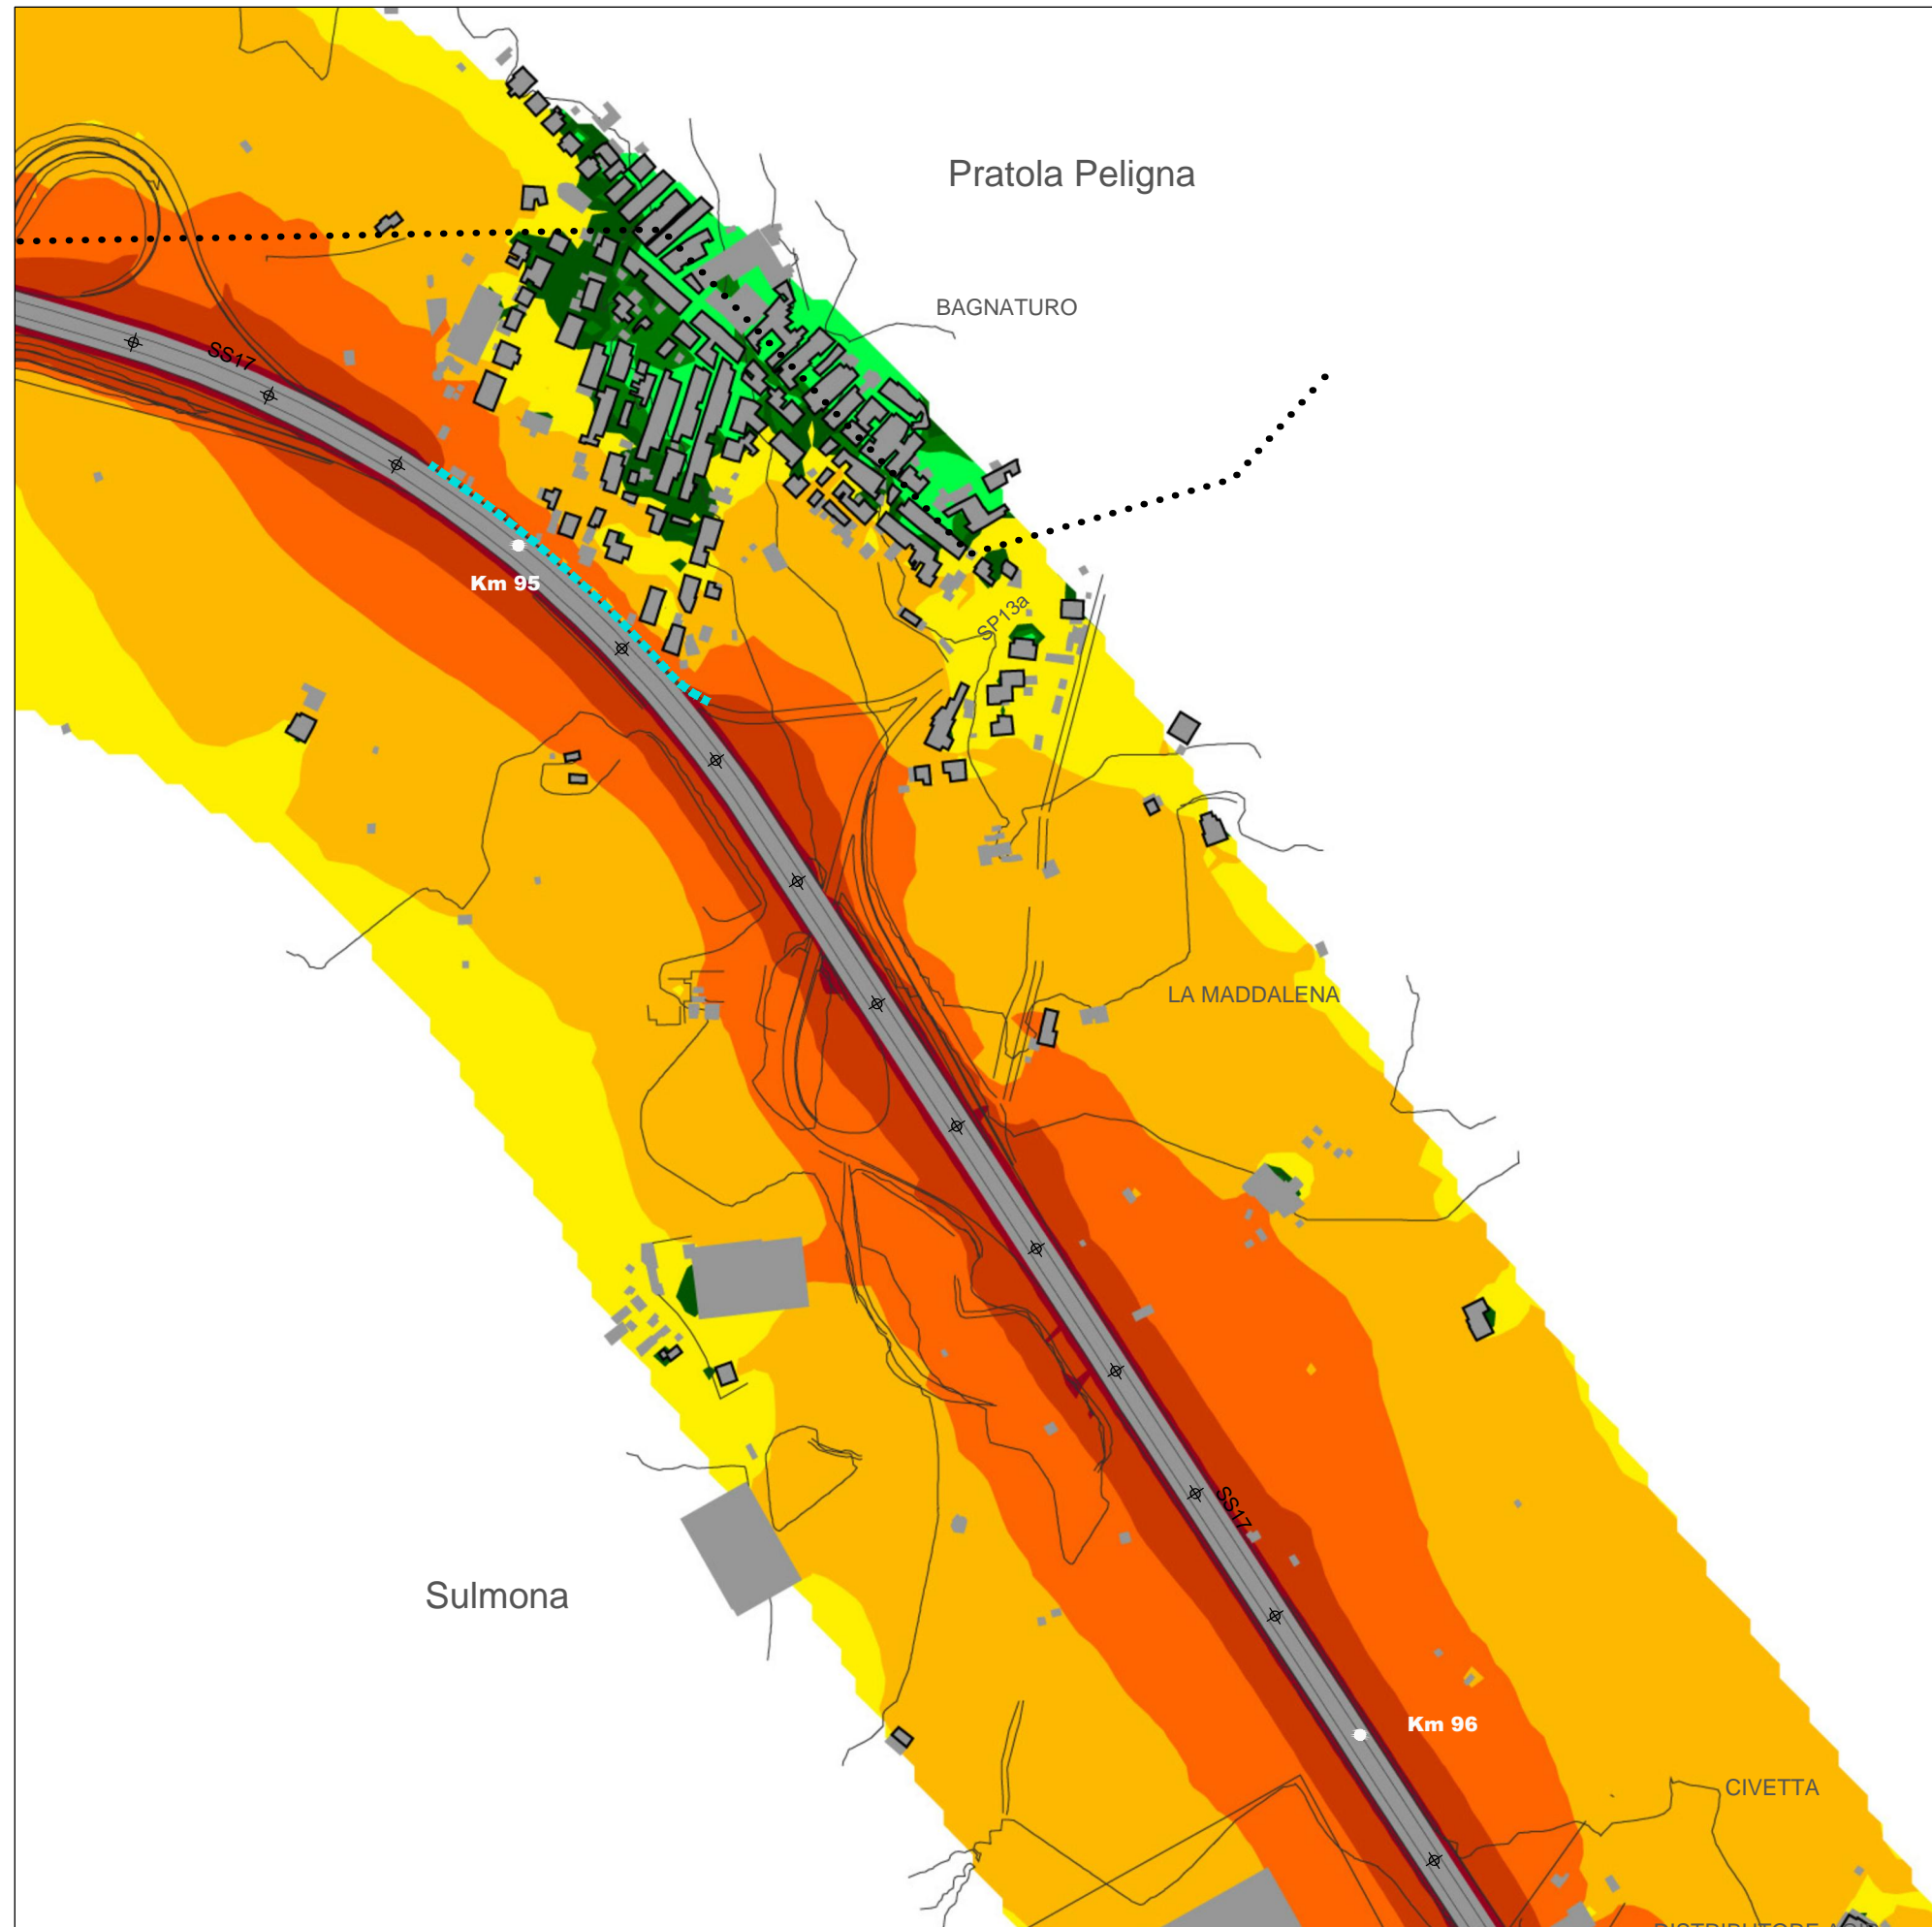 Pratola Peligna
BAGNATURO
SS17
Km 95
SP13a
LA MADDALENA
SS17
Sulmona
Km 96
CIVETTA